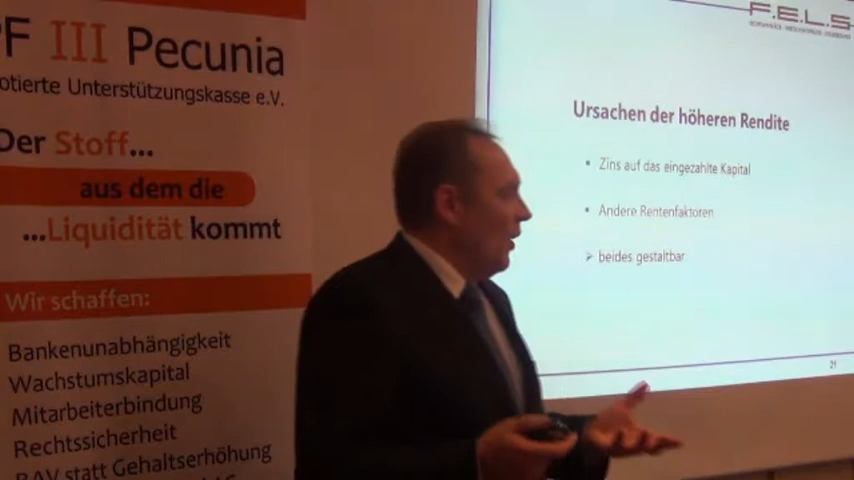 PF III Pecunia
otierte Unterstützungskasse e.V.
Der Stoff...
aus dem die
...Liquidität kommt
Wir schaffen:
Bankenunabhängigkeit
Wachstumskapital
Mitarbeiterbindung
Rechtssicherheit
BAV statt Gehaltserhöhung
F.E.L.S
Ursachen der höheren Rendite
• Zins auf das eingezahlte Kapital
• Andere Rentenfaktoren
➢ beides gestaltbar
21